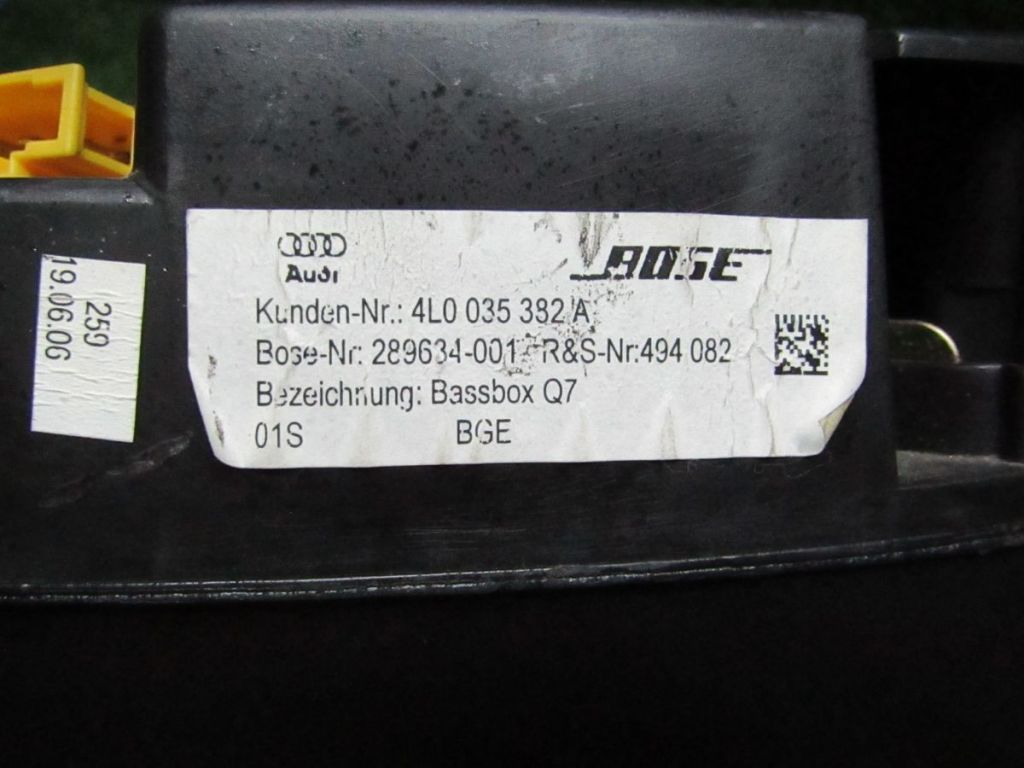 Audi
BOSE
Kunden-Nr.: 4L0 035 382 A
Bose-Nr: 289634-001 R&S-Nr:494 082
Bezeichnung: Bassbox Q7
01S BGE
259
19.06.06